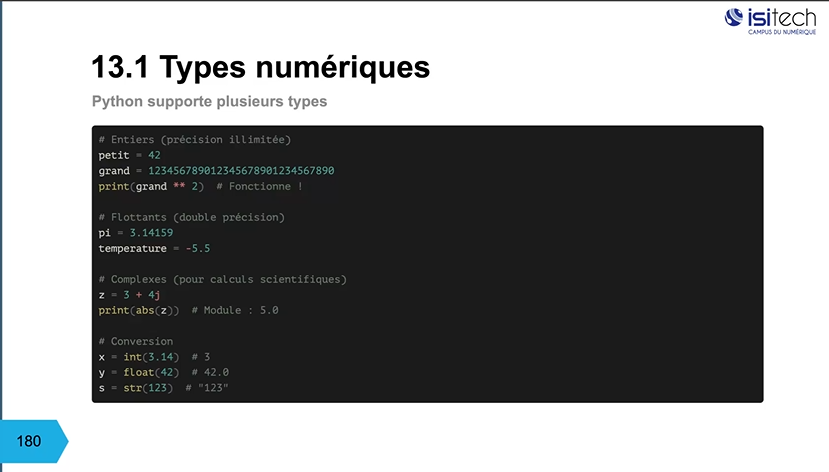 isitech
CAMPUS DU NUMÉRIQUE
13.1 Types numériques
Python supporte plusieurs types
# Entiers (précision illimitée)
petit = 42
grand = 123456789012345678901234567890
print(grand ** 2)  # Fonctionne !
# Flottants (double précision)
pi = 3.14159
temperature = -5.5
# Complexes (pour calculs scientifiques)
z = 3 + 4j
print(abs(z))  # Module : 5.0
# Conversion
x = int(3.14)  # 3
y = float(42)  # 42.0
s = str(123)  # "123"
180